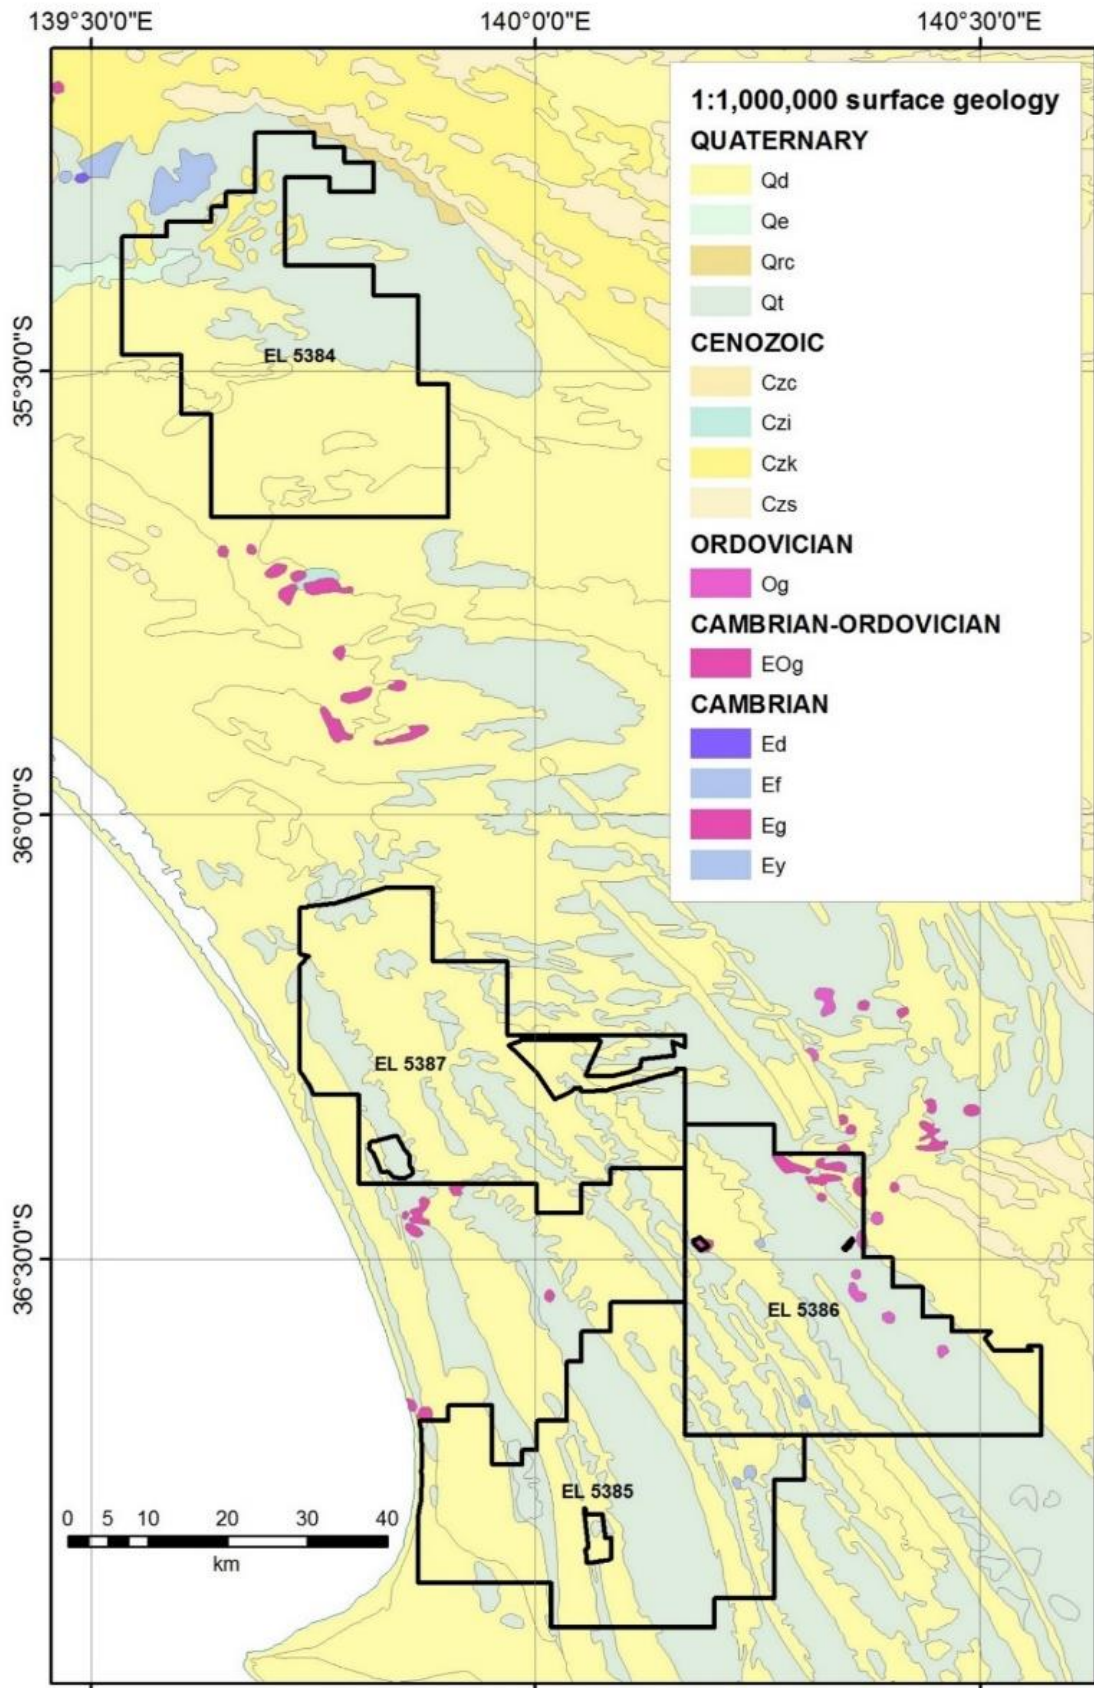 139°30'0"E 140°0'0"E 140°30'0"E
1:1,000,000 surface geology
QUATERNARY
Qd
Qe
Qrc
Qt
CENOZOIC
Czc
Czi
Czk
Czs
ORDOVICIAN
Og
CAMBRIAN-ORDOVICIAN
EOg
CAMBRIAN
Ed
Ef
Eg
Ey
35°30'0"S
EL 5384
36°0'0"S
EL 5387
36°30'0"S
EL 5386
EL 5385
0 5 10 20 30 40
km